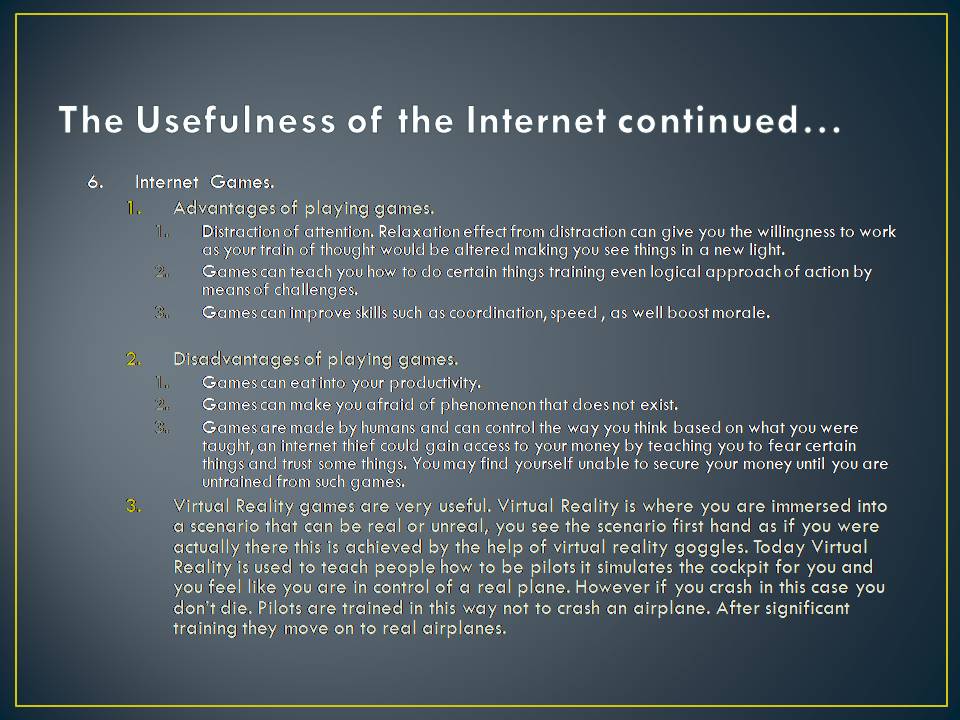 The Usefulness of the Internet continued...
6. Internet Games.
1. Advantages of playing games.
1. Distraction of attention. Relaxation effect from distraction can give you the willingness to work
as your train of thought would be altered making you see things in a new light.
2. Games can teach you how to do certain things training even logical approach of action by
means of challenges.
3. Games can improve skills such as coordination, speed , as well boost morale.
2. Disadvantages of playing games.
1. Games can eat into your productivity.
2. Games can make you afraid of phenomenon that does not exist.
3. Games are made by humans and can control the way you think based on what you were
taught, an internet thief could gain access to your money by teaching you to fear certain
things and trust some things. You may find yourself unable to secure your money until you are
untrained from such games.
3. Virtual Reality games are very useful. Virtual Reality is where you are immersed into
a scenario that can be real or unreal, you see the scenario first hand as if you were
actually there this is achieved by the help of virtual reality goggles. Today Virtual
Reality is used to teach people how to be pilots it simulates the cockpit for you and
you feel like you are in control of a real plane. However if you crash in this case you
don't die. Pilots are trained in this way not to crash an airplane. After significant
training they move on to real airplanes.